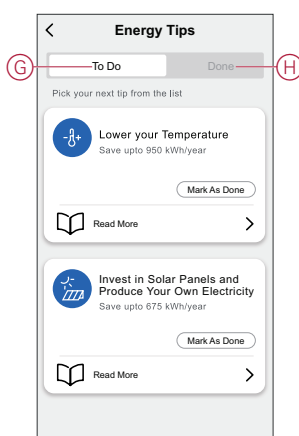 Energy Tips
G To Do Done H
Pick your next tip from the list
Lower your Temperature
Save upto 950 kWh/year
Mark As Done
Read More
Invest in Solar Panels and
Produce Your Own Electricity
Save upto 675 kWh/year
Mark As Done
Read More